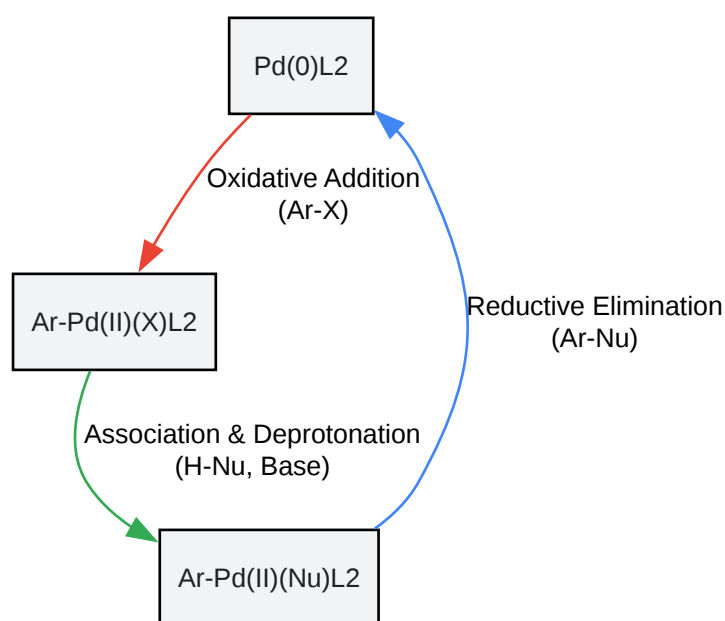 Pd(0)L2
Oxidative Addition
(Ar-X)
Ar-Pd(II)(X)L2
Reductive Elimination
(Ar-Nu)
Association & Deprotonation
(H-Nu, Base)
Ar-Pd(II)(Nu)L2